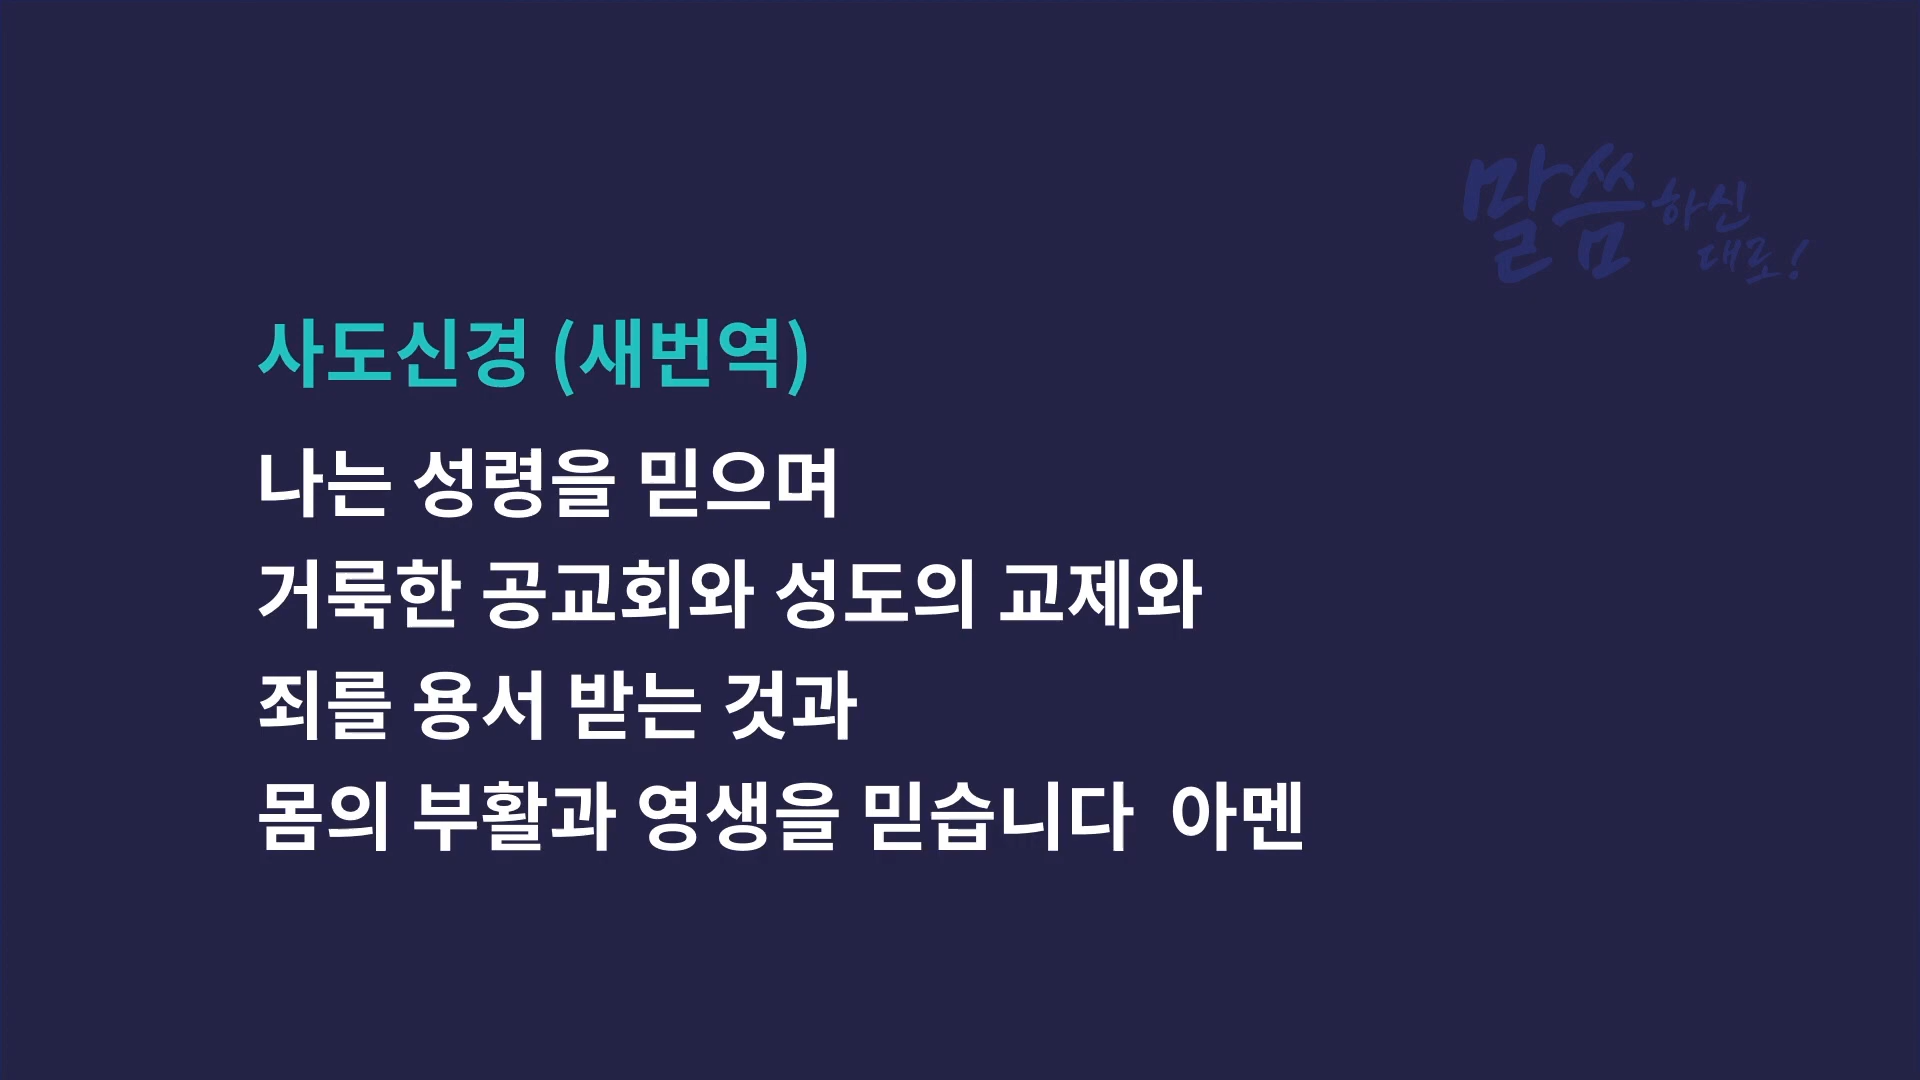 말씀하신
대로!
사도신경 (새번역)
나는 성령을 믿으며
거룩한 공교회와 성도의 교제와
죄를 용서 받는 것과
몸의 부활과 영생을 믿습니다 아멘